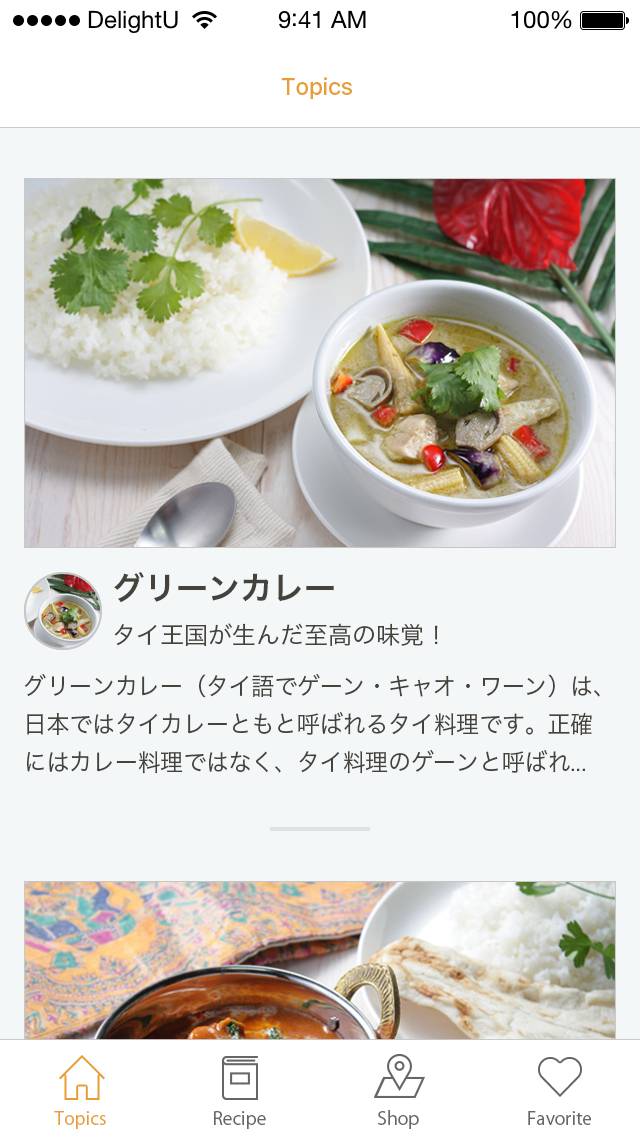 DelightU 9:41 AM 100%
Topics
グリーンカレー
タイ王国が生んだ至高の味覚！
グリーンカレー（タイ語でゲーン・キャオ・ワーン）は、
日本ではタイカレーともと呼ばれるタイ料理です。正確
にはカレー料理ではなく、タイ料理のゲーンと呼ばれ...
Topics Recipe Shop Favorite